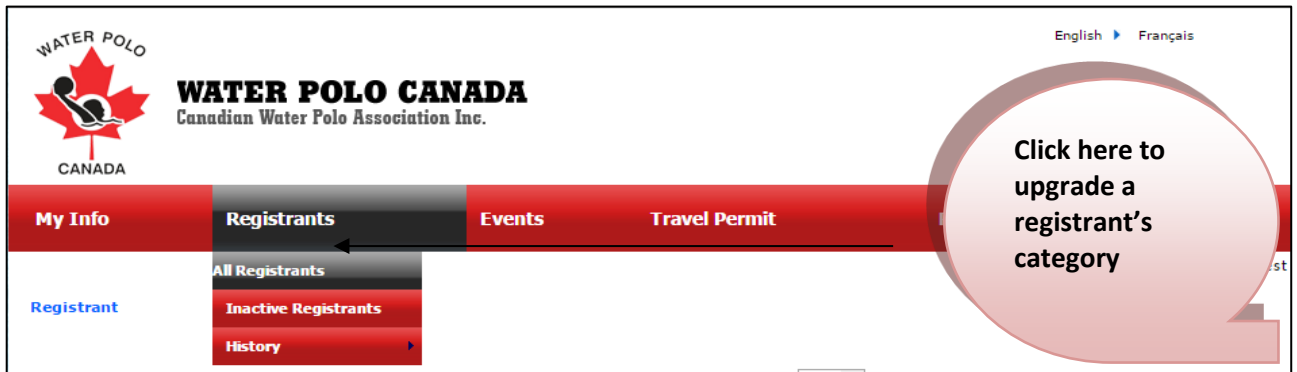 WATER POLO
CANADA
WATER POLO CANADA
Canadian Water Polo Association Inc.
English Français
Click here to
upgrade a
registrant's
category
My Info Registrants Events Travel Permit
All Registrants
Registrant
Inactive Registrants
History